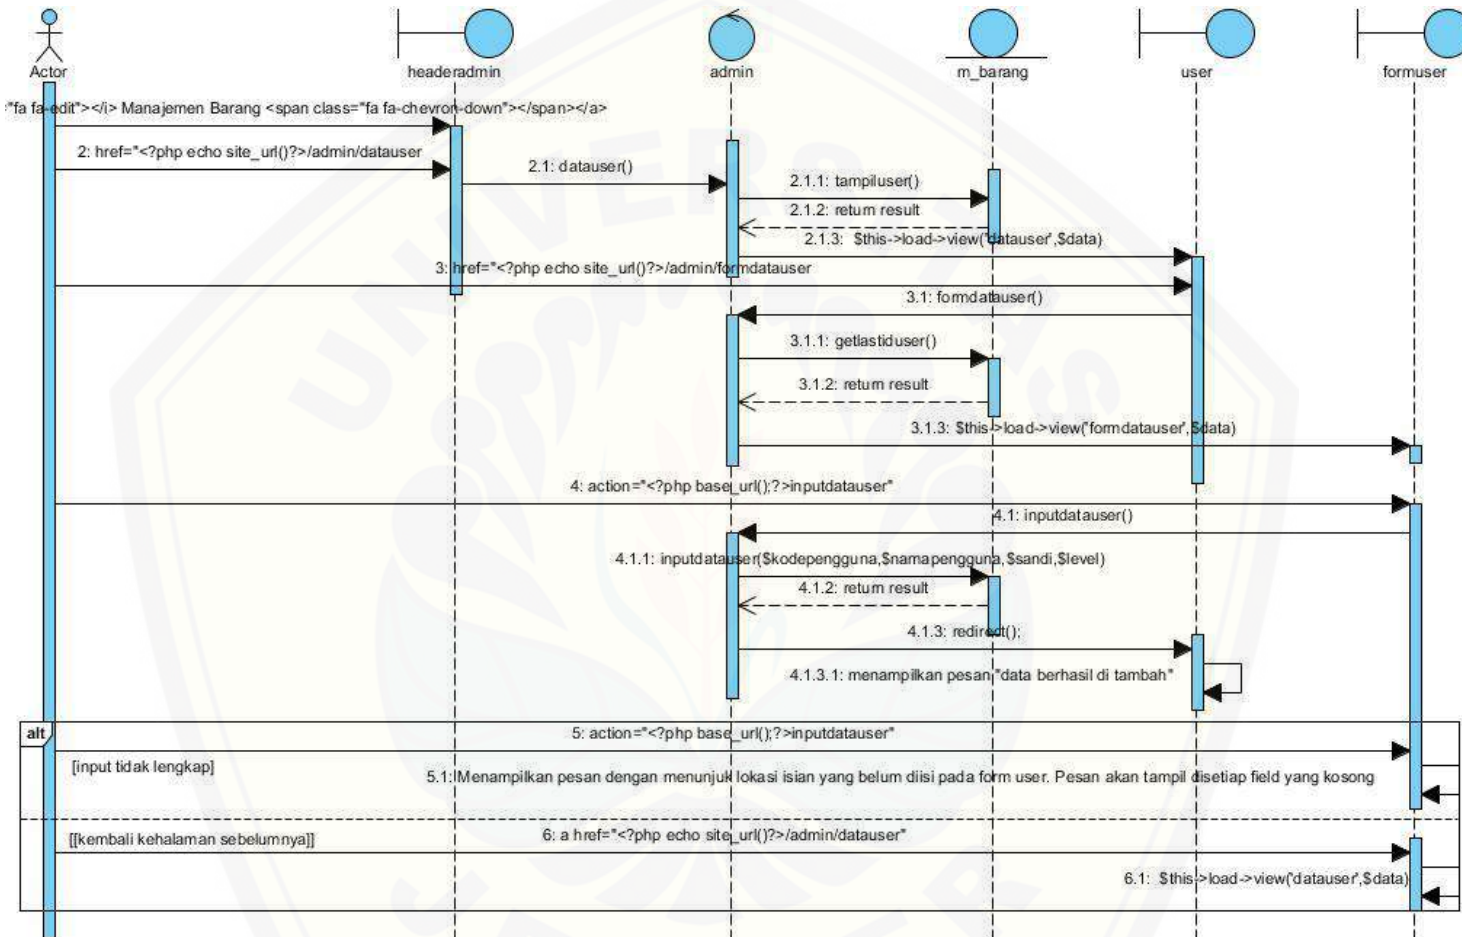 Actor
headeradmin
admin
m_barang
user
formuser
"fa fa-edit"></i> Manajemen Barang <span class="fa fa-chevron-down"></span></a>
2: href="<?php echo site_url()?>/admin/datauser
2.1: datauser()
2.1.1: tampiluser()
2.1.2: return result
2.1.3: $this->load->view('datauser',$data)
3: href="<?php echo site_url()?>/admin/formdatauser
3.1: formdatauser()
3.1.1: getlastiduser()
3.1.2: return result
3.1.3: $this->load->view('formdatauser',$data)
4: action="<?php base_url();?>inputdatauser"
4.1: inputdatauser()
4.1.1: inputdatauser($kodepengguna,$namapengguna,$sandi,$level)
4.1.2: return result
4.1.3: redirect();
4.1.3.1: menampilkan pesan "data berhasil di tambah"
alt
5: action="<?php base_url();?>inputdatauser"
[input tidak lengkap]
5.1: Menampilkan pesan dengan menunjuk lokasi isian yang belum diisi pada form user. Pesan akan tampil disetiap field yang kosong
6: a href="<?php echo site_url()?>/admin/datauser"
[[kembali kehalaman sebelumnya]]
6.1: $this->load->view('datauser',$data)
UNIVERSITAS